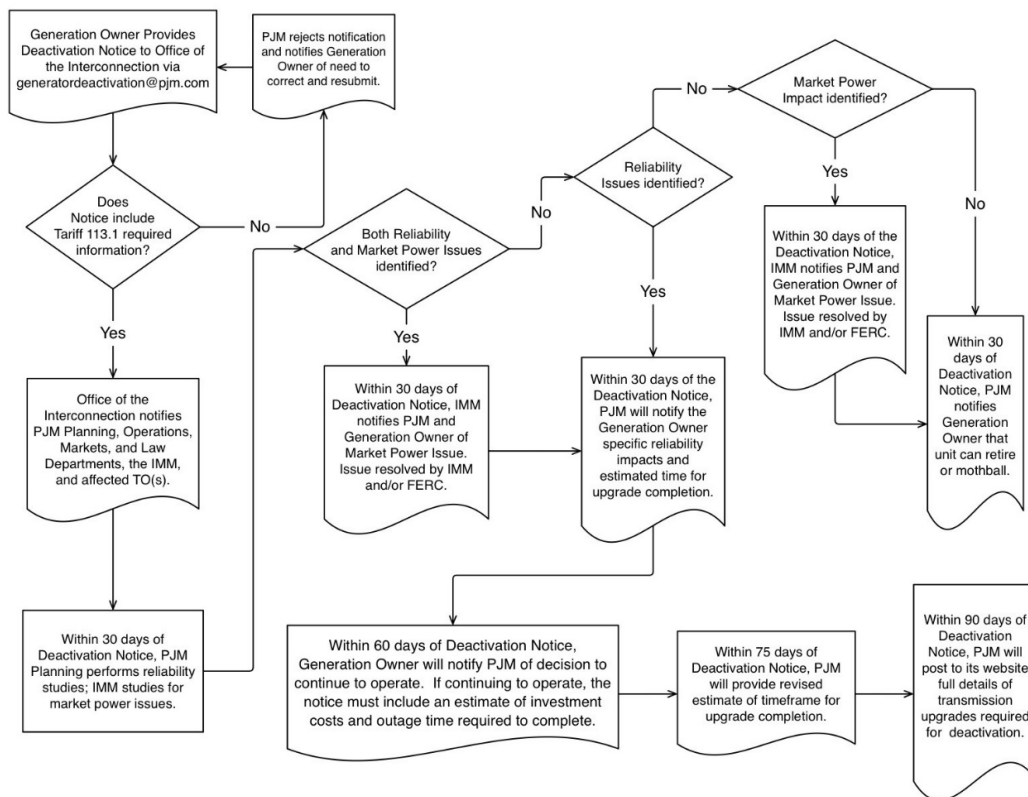 Generation Owner Provides
Deactivation Notice to Office of
the Interconnection via
generatordeactivation@pjm.com
PJM rejects notification
and notifies Generation
Owner of need to
correct and resubmit.
Does
Notice include
Tariff 113.1 required
information?
No
Yes
Office of the
Interconnection notifies
PJM Planning, Operations,
Markets, and Law
Departments, the IMM,
and affected TO(s).
Within 30 days of
Deactivation Notice, PJM
Planning performs reliability
studies; IMM studies for
market power issues.
Both Reliability
and Market Power Issues
identified?
No
Yes
Within 30 days of
Deactivation Notice, IMM
notifies PJM and
Generation Owner of
Market Power Issue.
Issue resolved by IMM
and/or FERC.
Reliability
Issues identified?
No
Yes
Within 30 days of the
Deactivation Notice,
PJM will notify the
Generation Owner
specific reliability
impacts and
estimated time for
upgrade completion.
Market Power
Impact identified?
Yes
No
Within 30 days of the
Deactivation Notice,
IMM notifies PJM and
Generation Owner of
Market Power Issue.
Issue resolved by
IMM and/or FERC.
Within 30
days of
Deactivation
Notice, PJM
notifies
Generation
Owner that
unit can retire
or mothball.
Within 60 days of Deactivation Notice,
Generation Owner will notify PJM of decision to
continue to operate. If continuing to operate, the
notice must include an estimate of investment
costs and outage time required to complete.
Within 75 days of
Deactivation Notice, PJM
will provide revised
estimate of timeframe for
upgrade completion.
Within 90 days of
Deactivation
Notice, PJM will
post to its website
full details of
transmission
upgrades required
for deactivation.